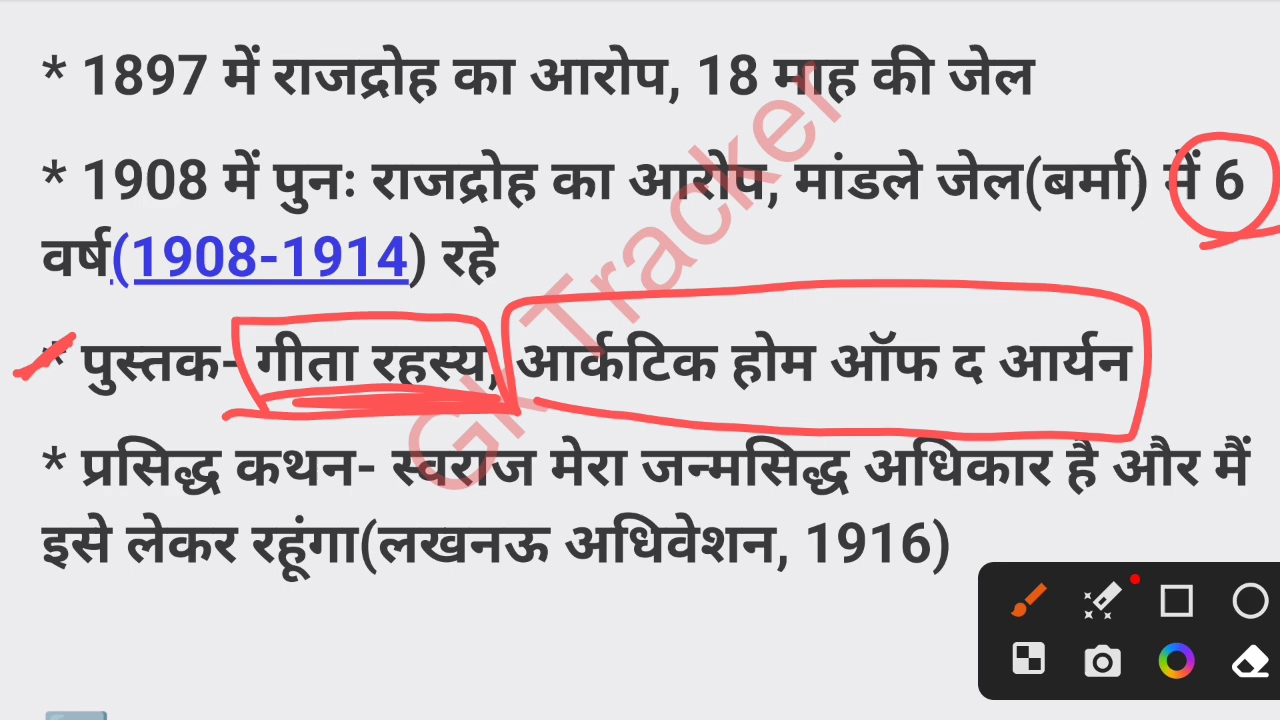 * 1897 में राजद्रोह का आरोप, 18 माह की जेल
* 1908 में पुनः राजद्रोह का आरोप, मांडले जेल(बर्मा) में 6
वर्ष(1908-1914) रहे
* पुस्तक- गीता रहस्य, आर्कटिक होम ऑफ द आर्यन
* प्रसिद्ध कथन- स्वराज मेरा जन्मसिद्ध अधिकार है और मैं
इसे लेकर रहूंगा(लखनऊ अधिवेशन, 1916)
Gk Tracker